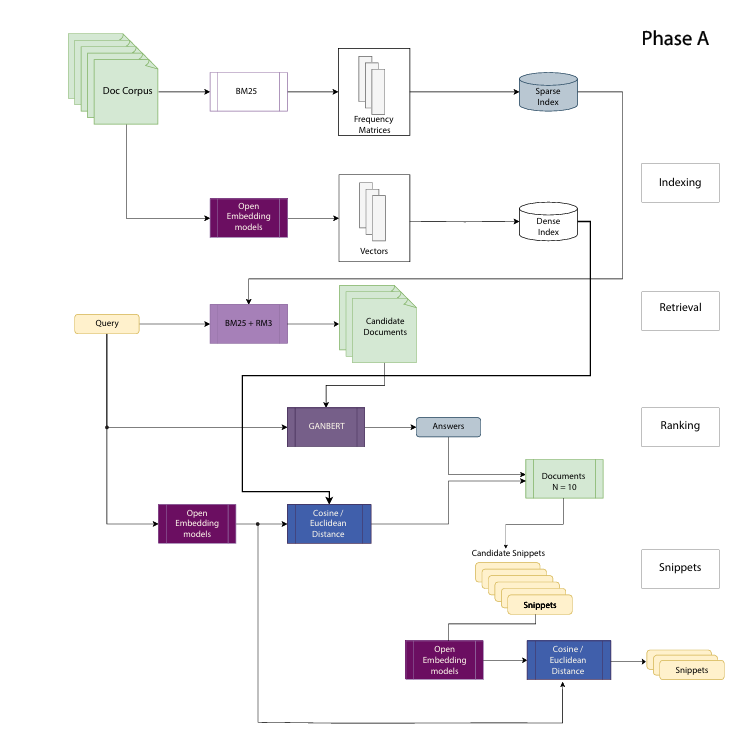 Phase A
Doc Corpus
BM25
Frequency
Matrices
Sparse
Index
Indexing
Open
Embedding
models
Vectors
Dense
Index
Retrieval
Query
BM25 + RM3
Candidate
Documents
Ranking
GANBERT
Answers
Documents
N = 10
Open
Embedding
models
Cosine /
Euclidean
Distance
Candidate Snippets
Snippets
Snippets
Open
Embedding
models
Cosine /
Euclidean
Distance
Snippets